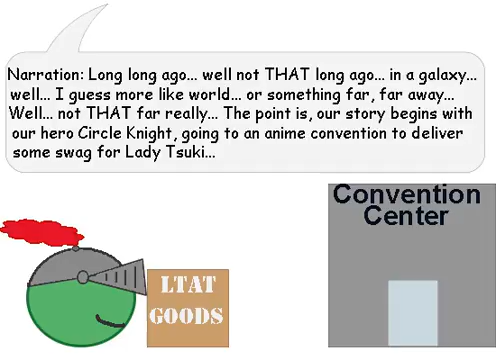 Narration: Long long ago... well not THAT long ago... in a galaxy...
well... I guess more like world... or something far, far away...
Well... not THAT far really... The point is, our story begins with
our hero Circle Knight, going to an anime convention to deliver
some swag for Lady Tsuki...
Convention
Center
LTAT
GOODS